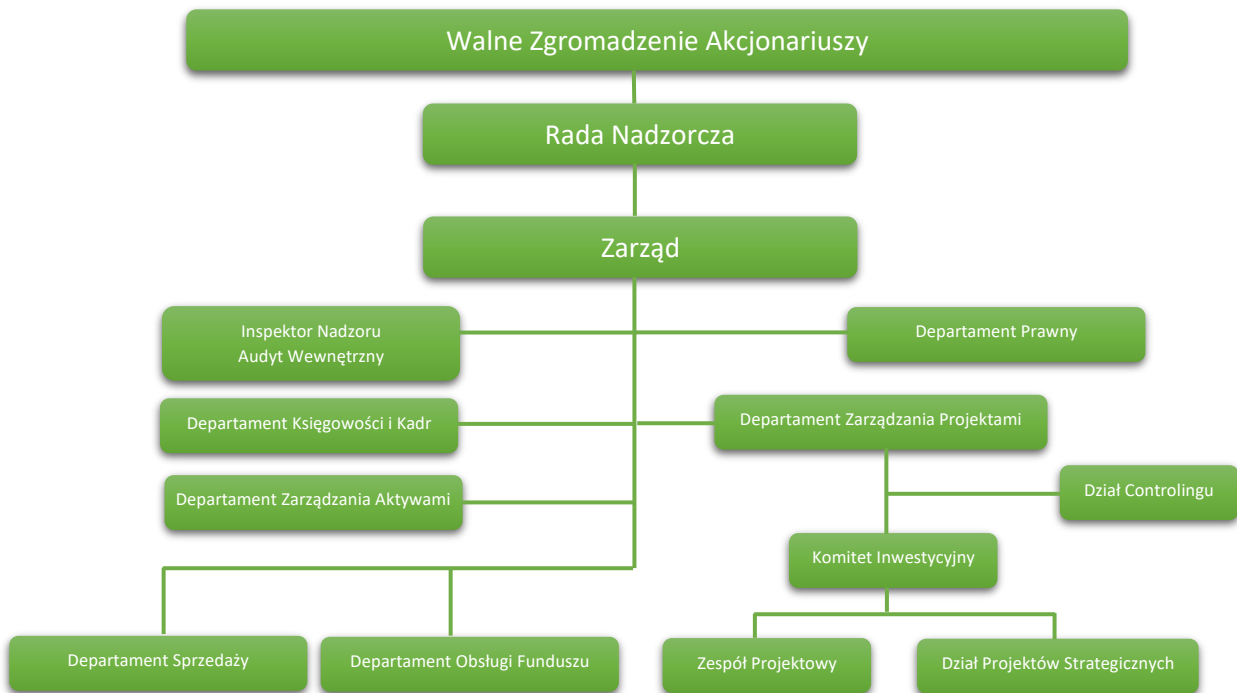 Walne Zgromadzenie Akcjonariuszy
Rada Nadzorcza
Zarząd
Inspektor Nadzoru
Audyt Wewnętrzny
Departament Prawny
Departament Księgowości i Kadr
Departament Zarządzania Projektami
Departament Zarządzania Aktywami
Dział Controlingu
Komitet Inwestycyjny
Departament Sprzedaży
Departament Obsługi Funduszu
Zespół Projektowy
Dział Projektów Strategicznych